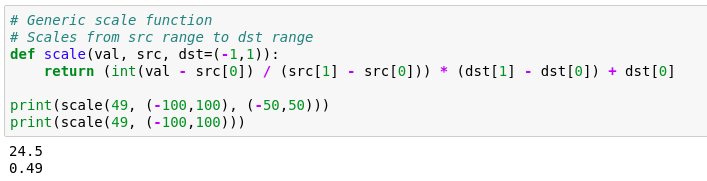 # Generic scale function
# Scales from src range to dst range
def scale(val, src, dst=(-1,1)):
    return (int(val - src[0]) / (src[1] - src[0])) * (dst[1] - dst[0]) + dst[0]

print(scale(49, (-100,100), (-50,50)))
print(scale(49, (-100,100)))
24.5
0.49